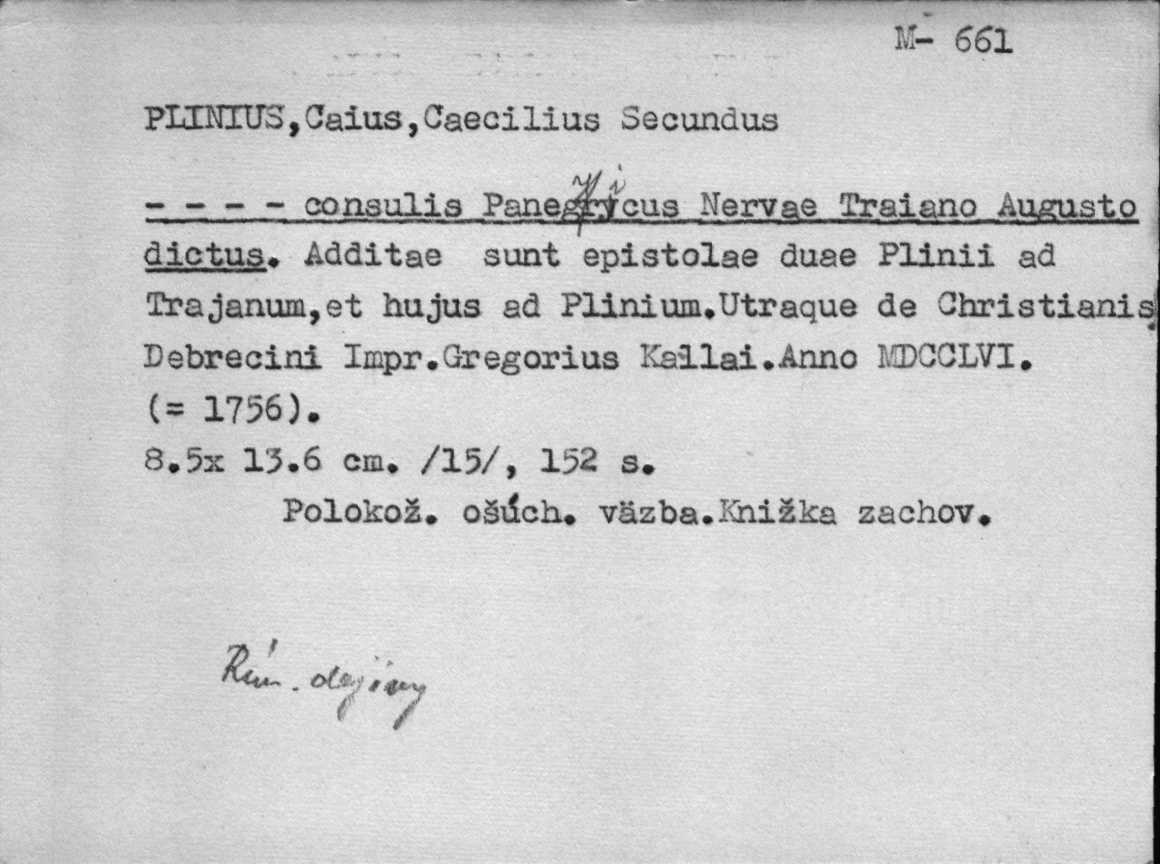 M- 661
PLINIUS,Caius,Caecilius Secundus
- - - - consulis Panegyricus Nervae Traiano Augusto
dictus. Additae sunt epistolae duae Plinii ad
Trajanum,et hujus ad Plinium.Utraque de Christianis.
Debrecini Impr.Gregorius Kallai.Anno MDCCLVI.
(= 1756).
8.5x 13.6 cm. /15/, 152 s.
Polokož. ošúch. väzba.Knižka zachov.
Rím. dejiny